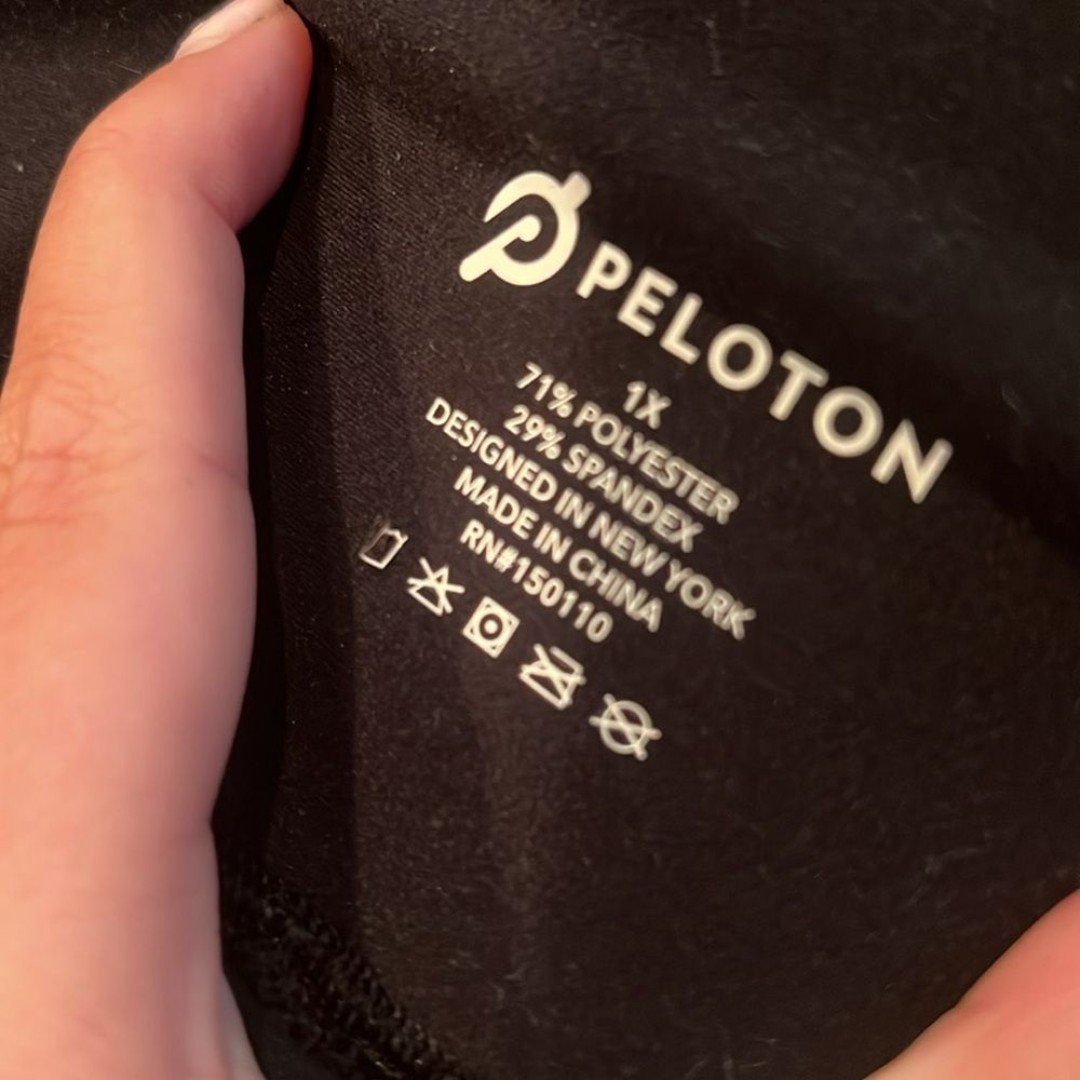 PELOTON
1X
71% POLYESTER
29% SPANDEX
DESIGNED IN NEW YORK
MADE IN CHINA
RN#150110